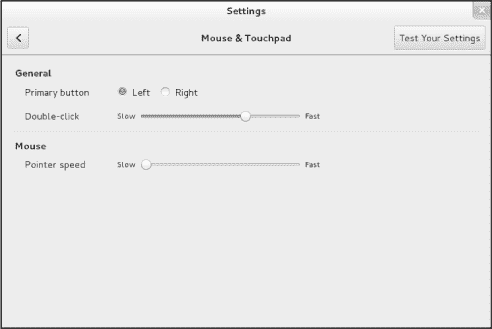 Settings
Mouse & Touchpad
Test Your Settings
General
Primary button Left Right
Double-click Slow Fast
Mouse
Pointer speed Slow Fast